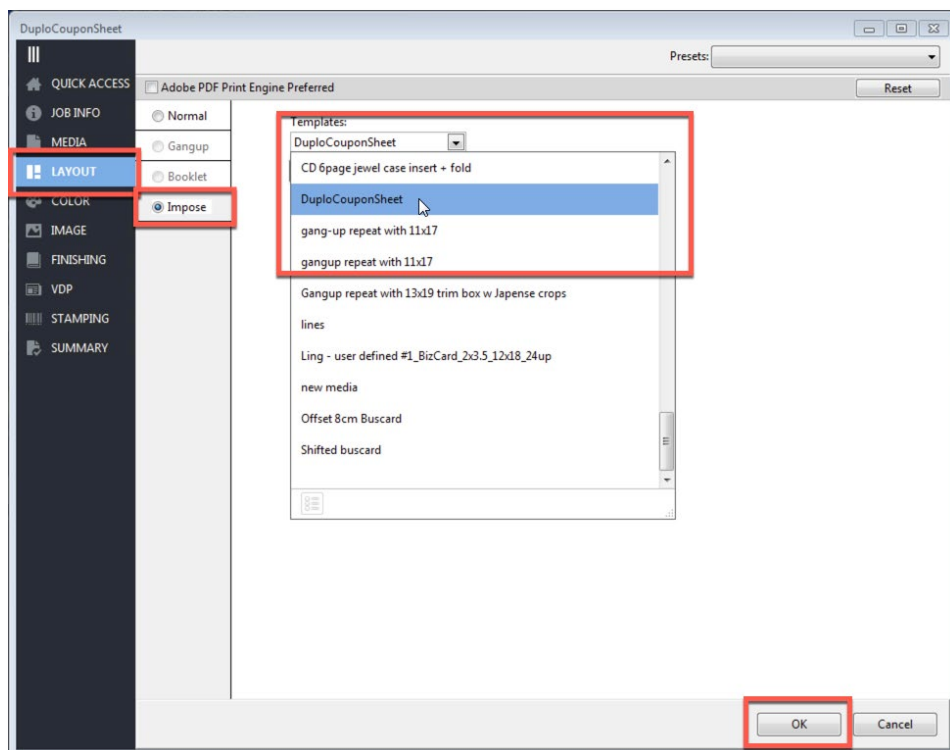 DuploCouponSheet
Presets:
QUICK ACCESS
JOB INFO
MEDIA
LAYOUT
COLOR
IMAGE
FINISHING
VDP
STAMPING
SUMMARY
Adobe PDF Print Engine Preferred
Reset
Normal
Gangup
Booklet
Impose
Templates:
DuploCouponSheet
CD 6page jewel case insert + fold
DuploCouponSheet
gang-up repeat with 11x17
gangup repeat with 11x17
Gangup repeat with 13x19 trim box w Japense crops
lines
Ling - user defined #1_BizCard_2x3.5_12x18_24up
new media
Offset 8cm Buscard
Shifted buscard
OK
Cancel